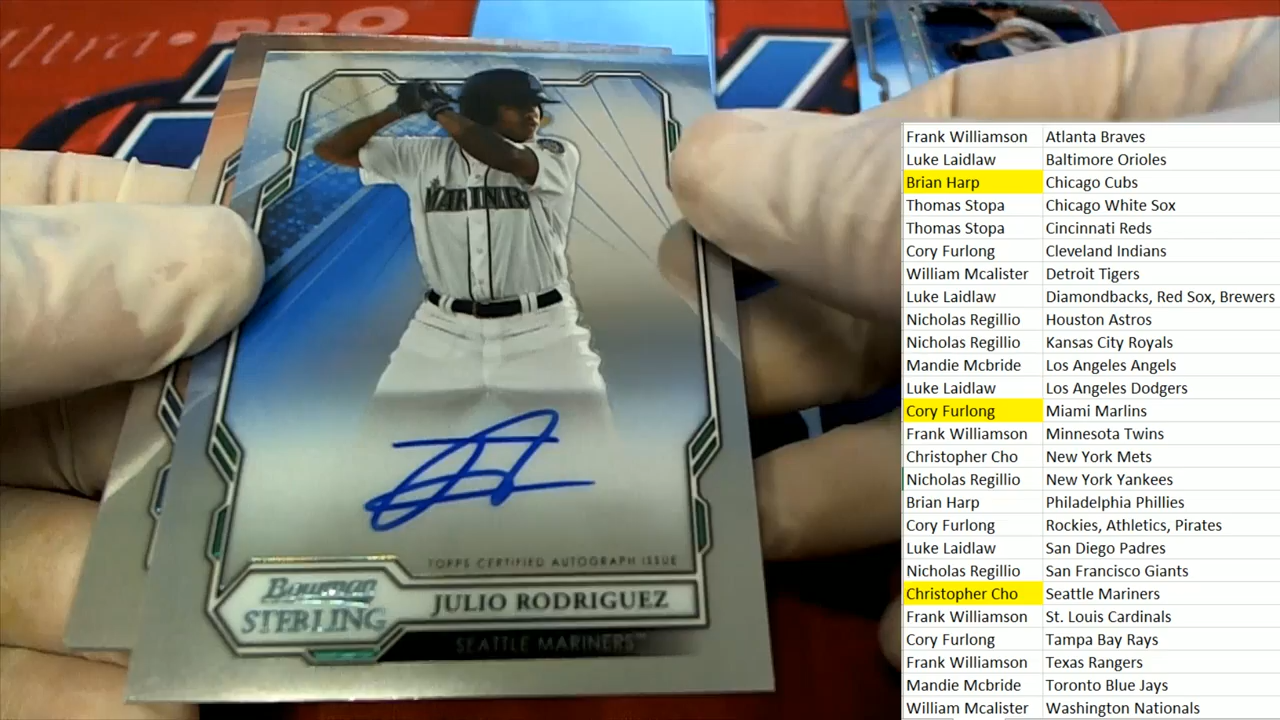 Ultra • PRO
MARINERS
TOPPS CERTIFIED AUTOGRAPH ISSUE
Bowman
STERLING
JULIO RODRIGUEZ
SEATTLE MARINERS™
Frank Williamson Atlanta Braves
Luke Laidlaw Baltimore Orioles
Brian Harp Chicago Cubs
Thomas Stopa Chicago White Sox
Thomas Stopa Cincinnati Reds
Cory Furlong Cleveland Indians
William Mcalister Detroit Tigers
Luke Laidlaw Diamondbacks, Red Sox, Brewers
Nicholas Regillio Houston Astros
Nicholas Regillio Kansas City Royals
Mandie Mcbride Los Angeles Angels
Luke Laidlaw Los Angeles Dodgers
Cory Furlong Miami Marlins
Frank Williamson Minnesota Twins
Christopher Cho New York Mets
Nicholas Regillio New York Yankees
Brian Harp Philadelphia Phillies
Cory Furlong Rockies, Athletics, Pirates
Luke Laidlaw San Diego Padres
Nicholas Regillio San Francisco Giants
Christopher Cho Seattle Mariners
Frank Williamson St. Louis Cardinals
Cory Furlong Tampa Bay Rays
Frank Williamson Texas Rangers
Mandie Mcbride Toronto Blue Jays
William Mcalister Washington Nationals